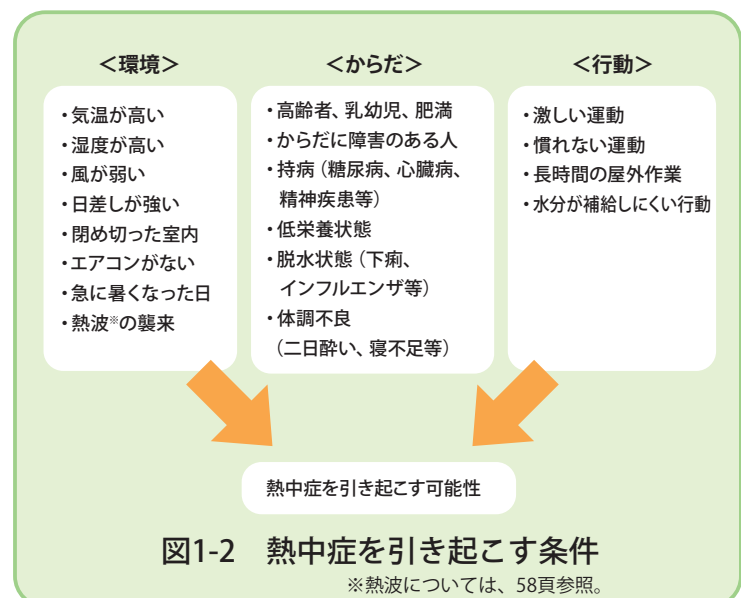 ＜環境＞
・気温が高い
・湿度が高い
・風が弱い
・日差しが強い
・閉め切った室内
・エアコンがない
・急に暑くなった日
・熱波※の襲来
＜からだ＞
・高齢者、乳幼児、肥満
・からだに障害のある人
・持病（糖尿病、心臓病、
精神疾患等）
・低栄養状態
・脱水状態（下痢、
インフルエンザ等）
・体調不良
（二日酔い、寝不足等）
＜行動＞
・激しい運動
・慣れない運動
・長時間の屋外作業
・水分が補給しにくい行動
熱中症を引き起こす可能性
図1-2　熱中症を引き起こす条件
※熱波については、58頁参照。